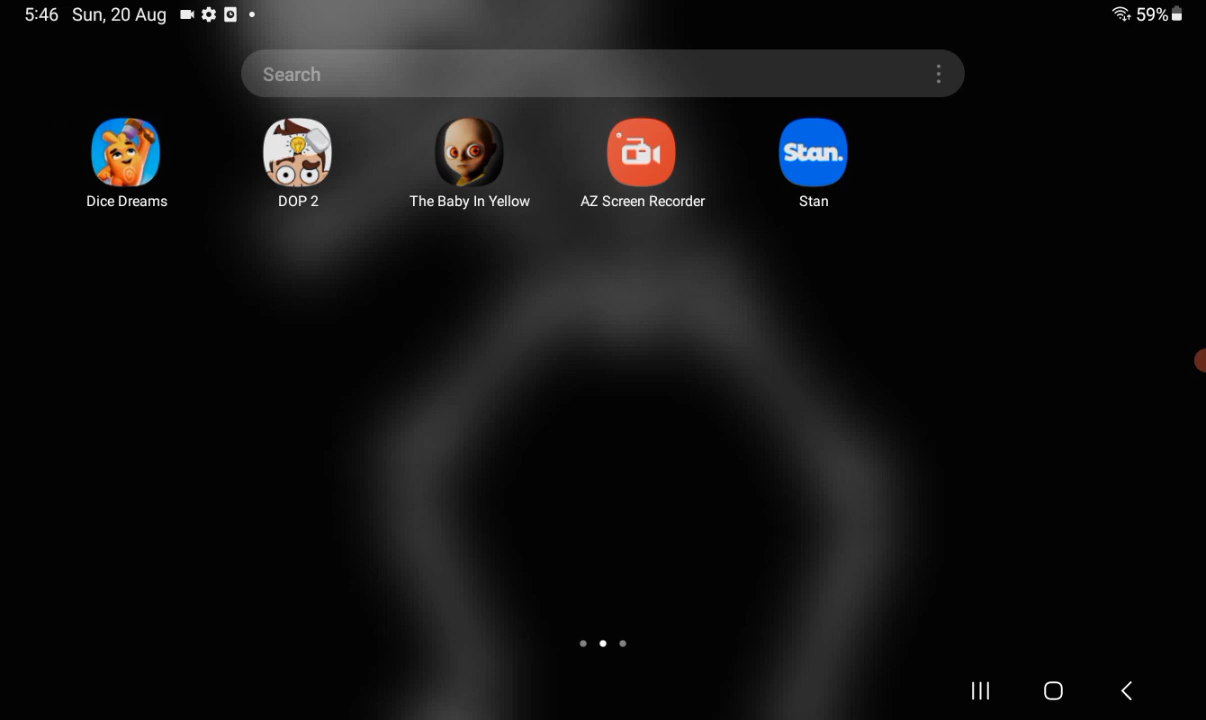 5:46 Sun, 20 Aug 59%
Search
Stan.
Dice Dreams DOP 2 The Baby In Yellow AZ Screen Recorder Stan